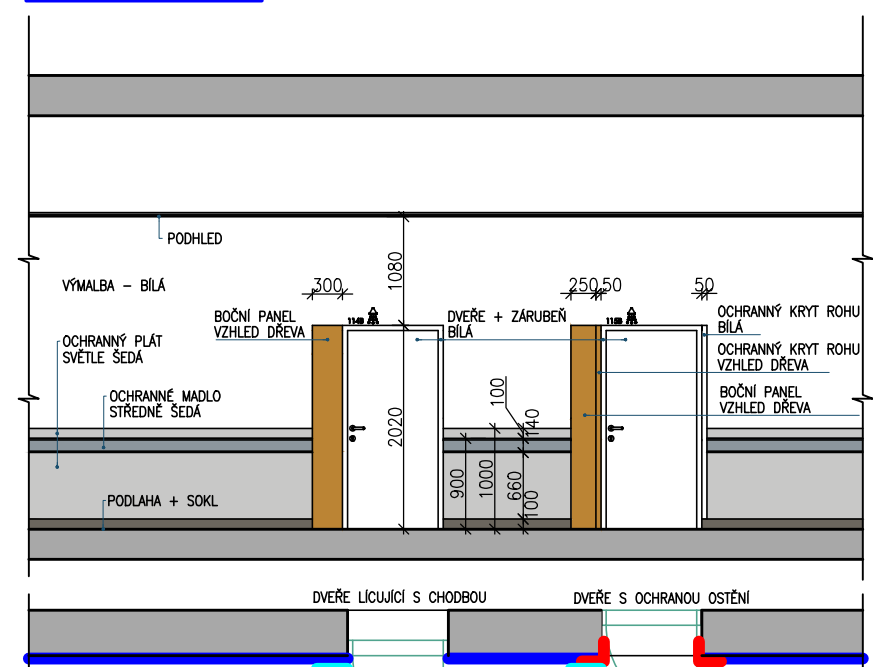 PODHLED
VÝMALBA – BÍLÁ
300
1080
250
50
50
BOČNÍ PANEL
VZHLED DŘEVA
DVEŘE + ZÁRUBEŇ
BÍLÁ
OCHRANNÝ KRYT ROHU
BÍLÁ
OCHRANNÝ PLÁT
SVĚTLE ŠEDÁ
OCHRANNÝ KRYT ROHU
VZHLED DŘEVA
OCHRANNÉ MADLO
STŘEDNĚ ŠEDÁ
BOČNÍ PANEL
VZHLED DŘEVA
100
140
2020
900
1000
660
100
PODLAHA + SOKL
DVEŘE LÍCUJÍCÍ S CHODBOU
DVEŘE S OCHRANOU OSTĚNÍ